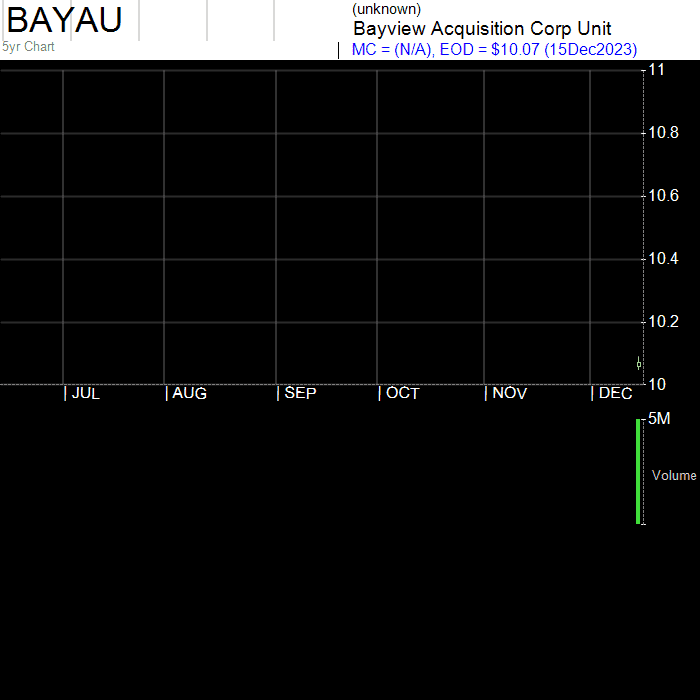 BAYAU
(unknown)
Bayview Acquisition Corp Unit
5yr Chart
| MC = (N/A), EOD = $10.07 (15Dec2023)
11
10.8
10.6
10.4
10.2
10
| JUL | AUG | SEP | OCT | NOV | DEC
5M
Volume